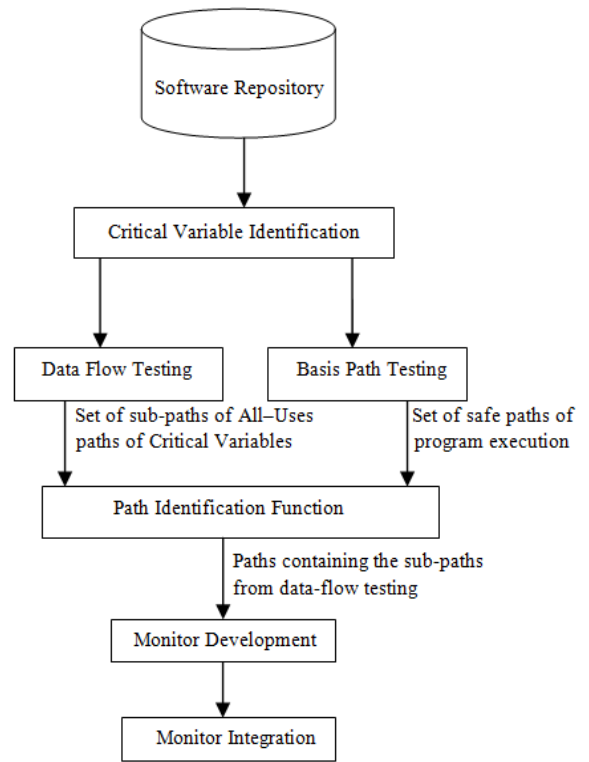 Software Repository
Critical Variable Identification
Data Flow Testing
Basis Path Testing
Set of sub-paths of All–Uses
paths of Critical Variables
Set of safe paths of
program execution
Path Identification Function
Paths containing the sub-paths
from data-flow testing
Monitor Development
Monitor Integration